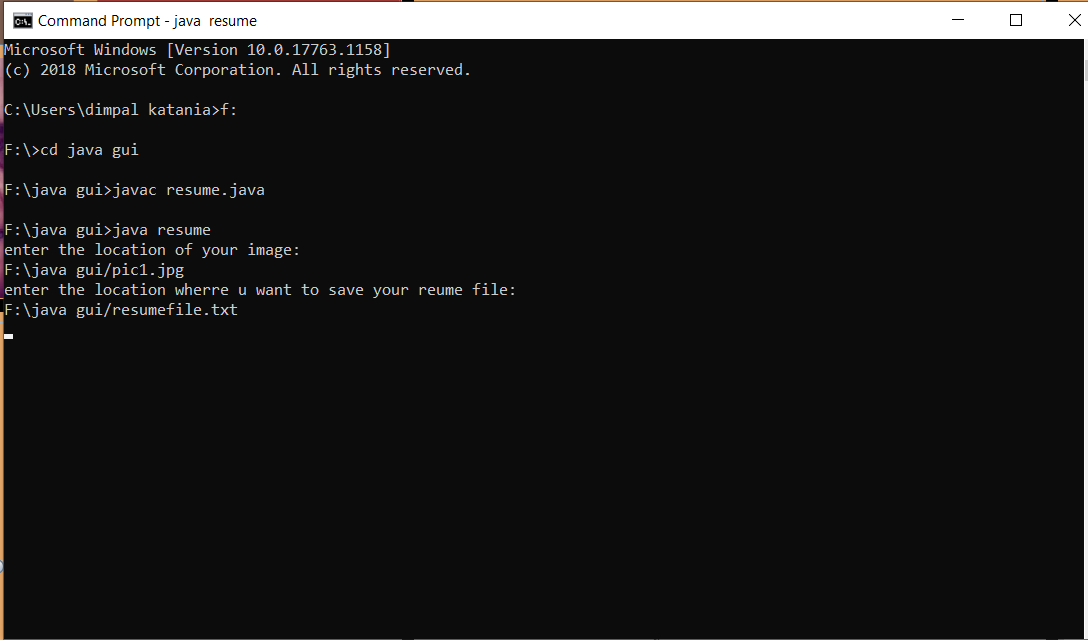 Command Prompt - java  resume
Microsoft Windows [Version 10.0.17763.1158]
(c) 2018 Microsoft Corporation. All rights reserved.
C:\Users\dimpal katania>f:
F:\>cd java gui
F:\java gui>javac resume.java
F:\java gui>java resume
enter the location of your image:
F:\java gui/pic1.jpg
enter the location wherre u want to save your reume file:
F:\java gui/resumefile.txt